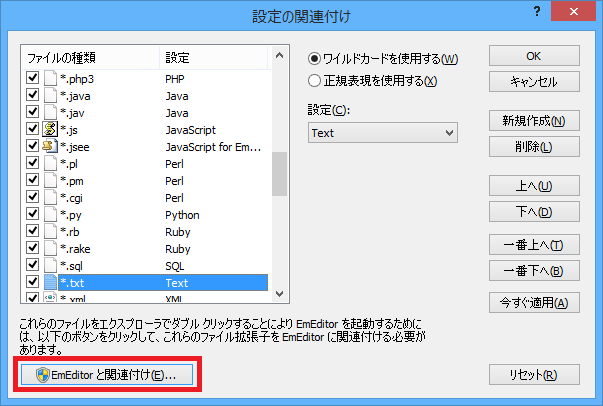 設定の関連付け
? ×
ファイルの種類 設定
*.php3 PHP
*.java Java
*.jav Java
*.js JavaScript
*.jsee JavaScript for Em...
*.pl Perl
*.pm Perl
*.cgi Perl
*.py Python
*.rb Ruby
*.rake Ruby
*.sql SQL
*.txt Text
*.xml XML
ワイルドカードを使用する(W)
正規表現を使用する(X)
設定(C):
Text
OK
キャンセル
新規作成(N)
削除(L)
上へ(U)
下へ(D)
一番上へ(T)
一番下へ(B)
今すぐ適用(A)
これらのファイルをエクスプローラでダブル クリックすることにより EmEditor を起動するために
は、以下のボタンをクリックして、これらのファイル拡張子を EmEditor に関連付ける必要が
あります。
EmEditor と関連付け(E)...
リセット(R)